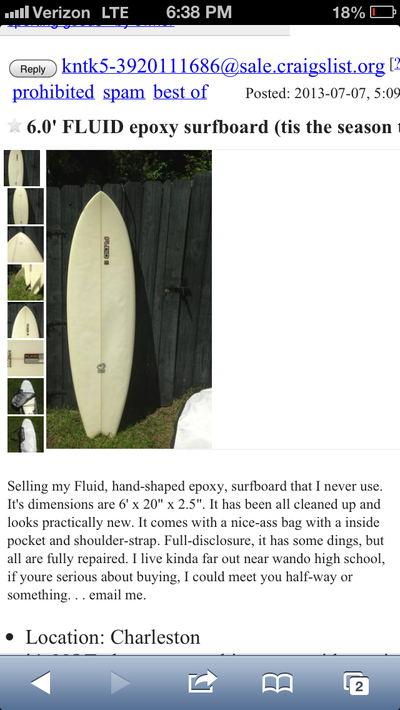 Verizon LTE 6:38 PM 18%
Reply kntk5-3920111686@sale.craigslist.org [?
prohibited spam best of Posted: 2013-07-07, 5:09
6.0' FLUID epoxy surfboard (tis the season t
Selling my Fluid, hand-shaped epoxy, surfboard that I never use.
It's dimensions are 6' x 20" x 2.5". It has been all cleaned up and
looks practically new. It comes with a nice-ass bag with a inside
pocket and shoulder-strap. Full-disclosure, it has some dings, but
all are fully repaired. I live kinda far out near wando high school,
if youre serious about buying, I could meet you half-way or
something. . . email me.
Location: Charleston
2